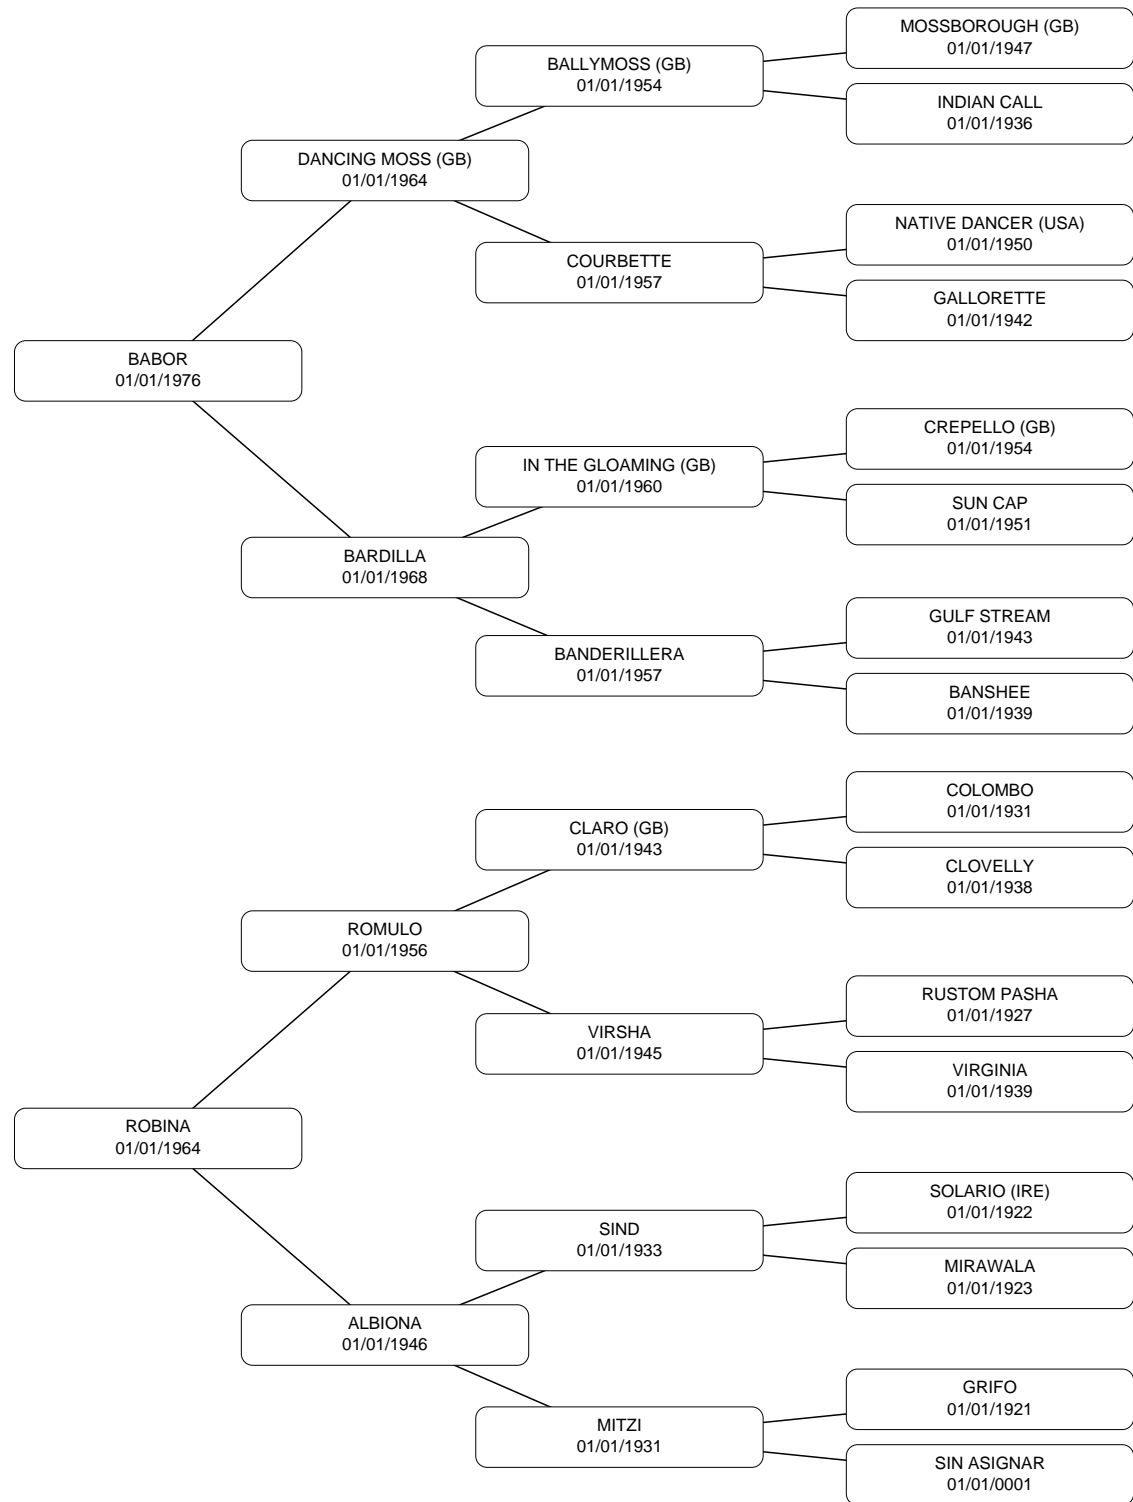 MOSSBOROUGH (GB)
01/01/1947
BALLYMOSS (GB)
01/01/1954
INDIAN CALL
01/01/1936
DANCING MOSS (GB)
01/01/1964
NATIVE DANCER (USA)
01/01/1950
COURBETTE
01/01/1957
GALLORETTE
01/01/1942
BABOR
01/01/1976
CREPELLO (GB)
01/01/1954
IN THE GLOAMING (GB)
01/01/1960
SUN CAP
01/01/1951
BARDILLA
01/01/1968
GULF STREAM
01/01/1943
BANDERILLERA
01/01/1957
BANSHEE
01/01/1939
COLOMBO
01/01/1931
CLARO (GB)
01/01/1943
CLOVELLY
01/01/1938
ROMULO
01/01/1956
RUSTOM PASHA
01/01/1927
VIRSHA
01/01/1945
VIRGINIA
01/01/1939
ROBINA
01/01/1964
SOLARIO (IRE)
01/01/1922
SIND
01/01/1933
MIRAWALA
01/01/1923
ALBIONA
01/01/1946
GRIFO
01/01/1921
MITZI
01/01/1931
SIN ASIGNAR
01/01/0001